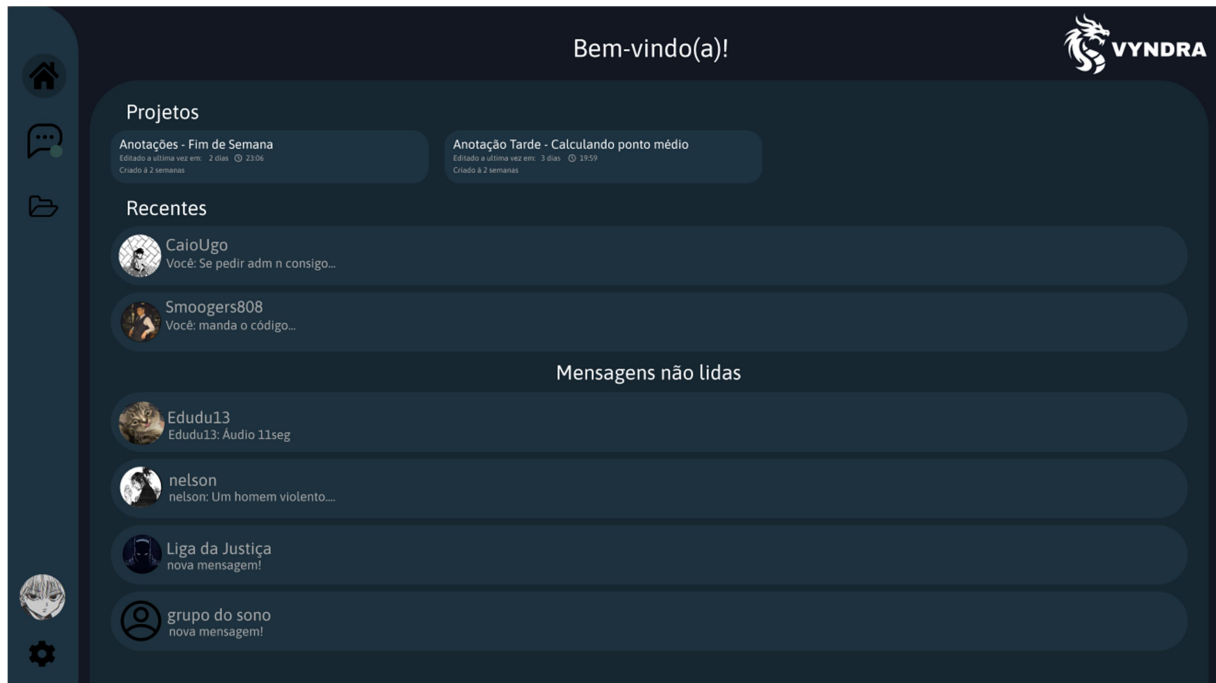 Bem-vindo(a)!
VYNDRA
Projetos
Anotações - Fim de Semana
Editado a ultima vez em: 2 dias 23:06
Criado á 2 semanas
Anotação Tarde - Calculando ponto médio
Editado a ultima vez em: 3 dias 19:59
Criado á 2 semanas
Recentes
CaioUgo
Você: Se pedir adm n consigo...
Smoogers808
Você: manda o código...
Mensagens não lidas
Edudu13
Edudu13: Áudio 11seg
nelson
nelson: Um homem violento....
Liga da Justiça
nova mensagem!
grupo do sono
nova mensagem!